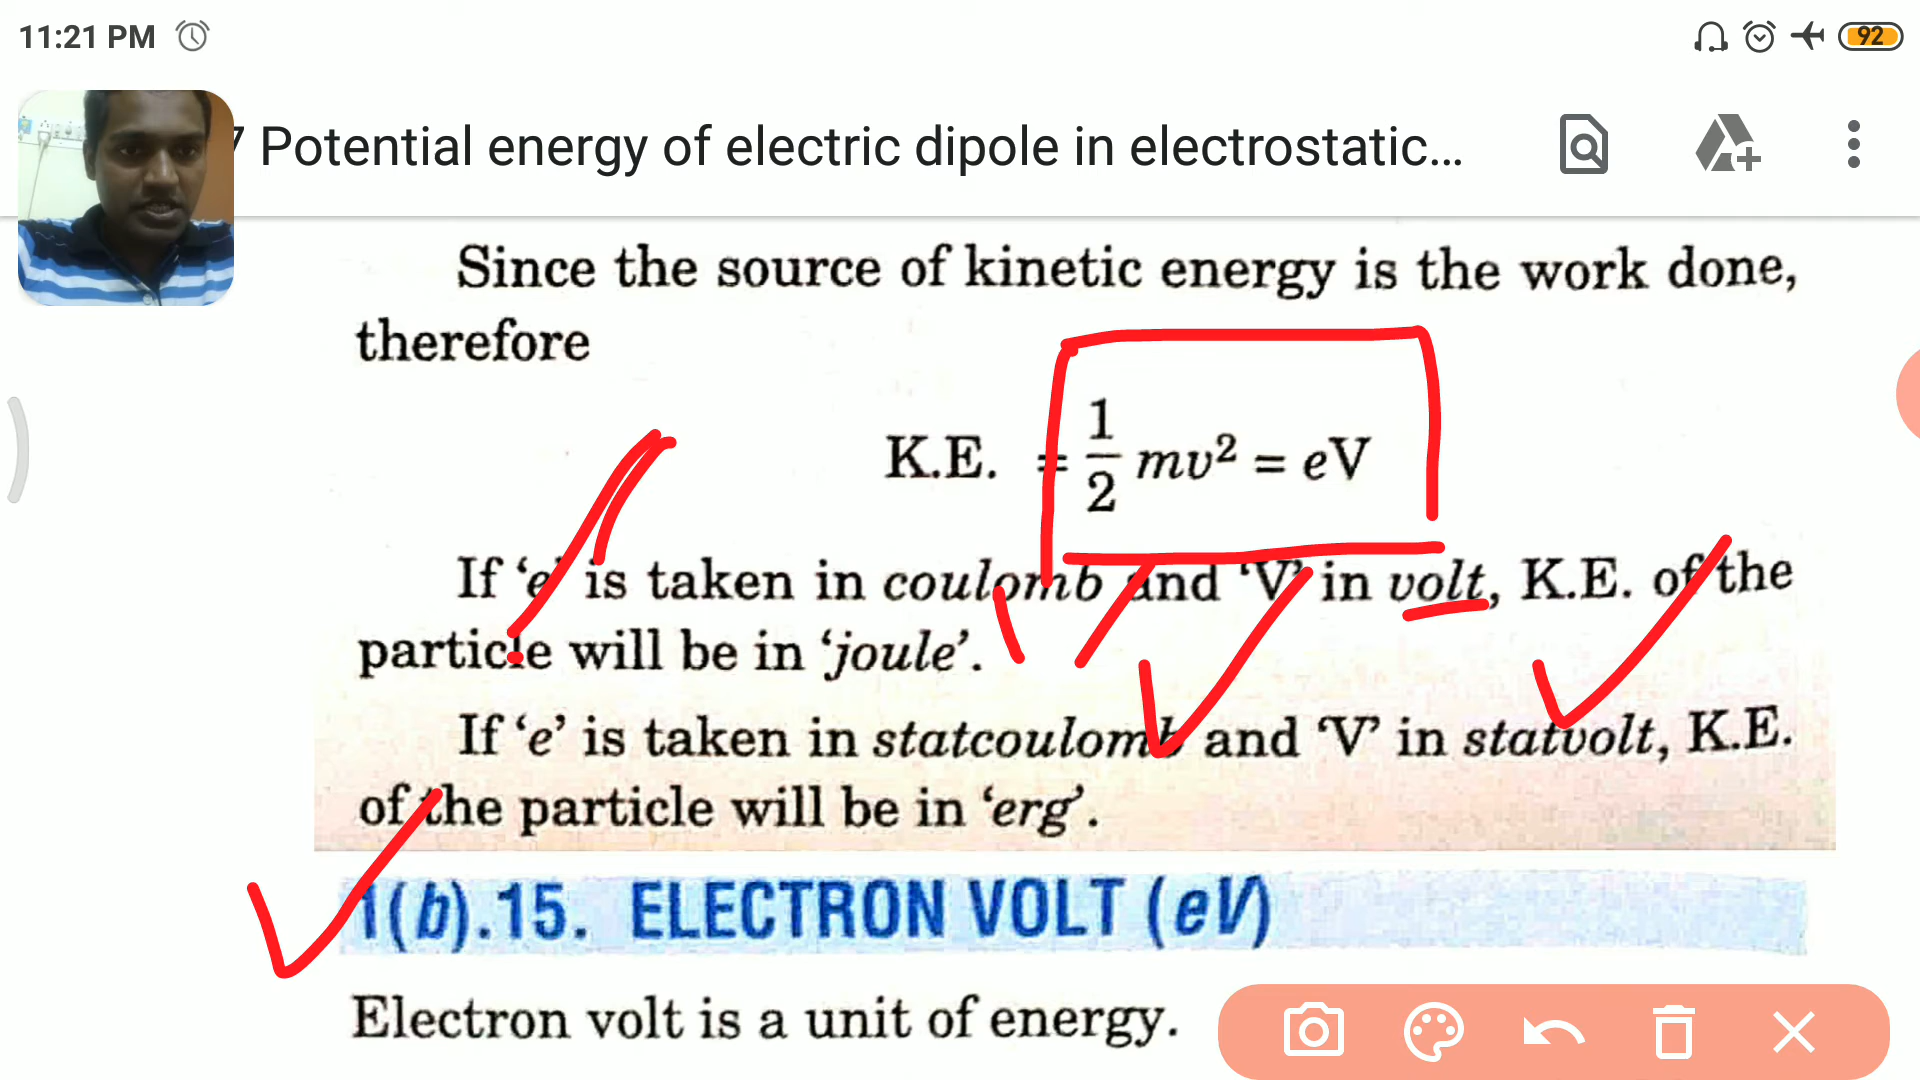 11:21 PM
92
7 Potential energy of electric dipole in electrostatic...
Since the source of kinetic energy is the work done,
therefore
K.E. = 1/2 mv² = eV
If ‘e’ is taken in coulomb and ‘V’ in volt, K.E. of the
particle will be in ‘joule’.
If ‘e’ is taken in statcoulomb and ‘V’ in statvolt, K.E.
of the particle will be in ‘erg’.
1(b).15. ELECTRON VOLT (eV)
Electron volt is a unit of energy.